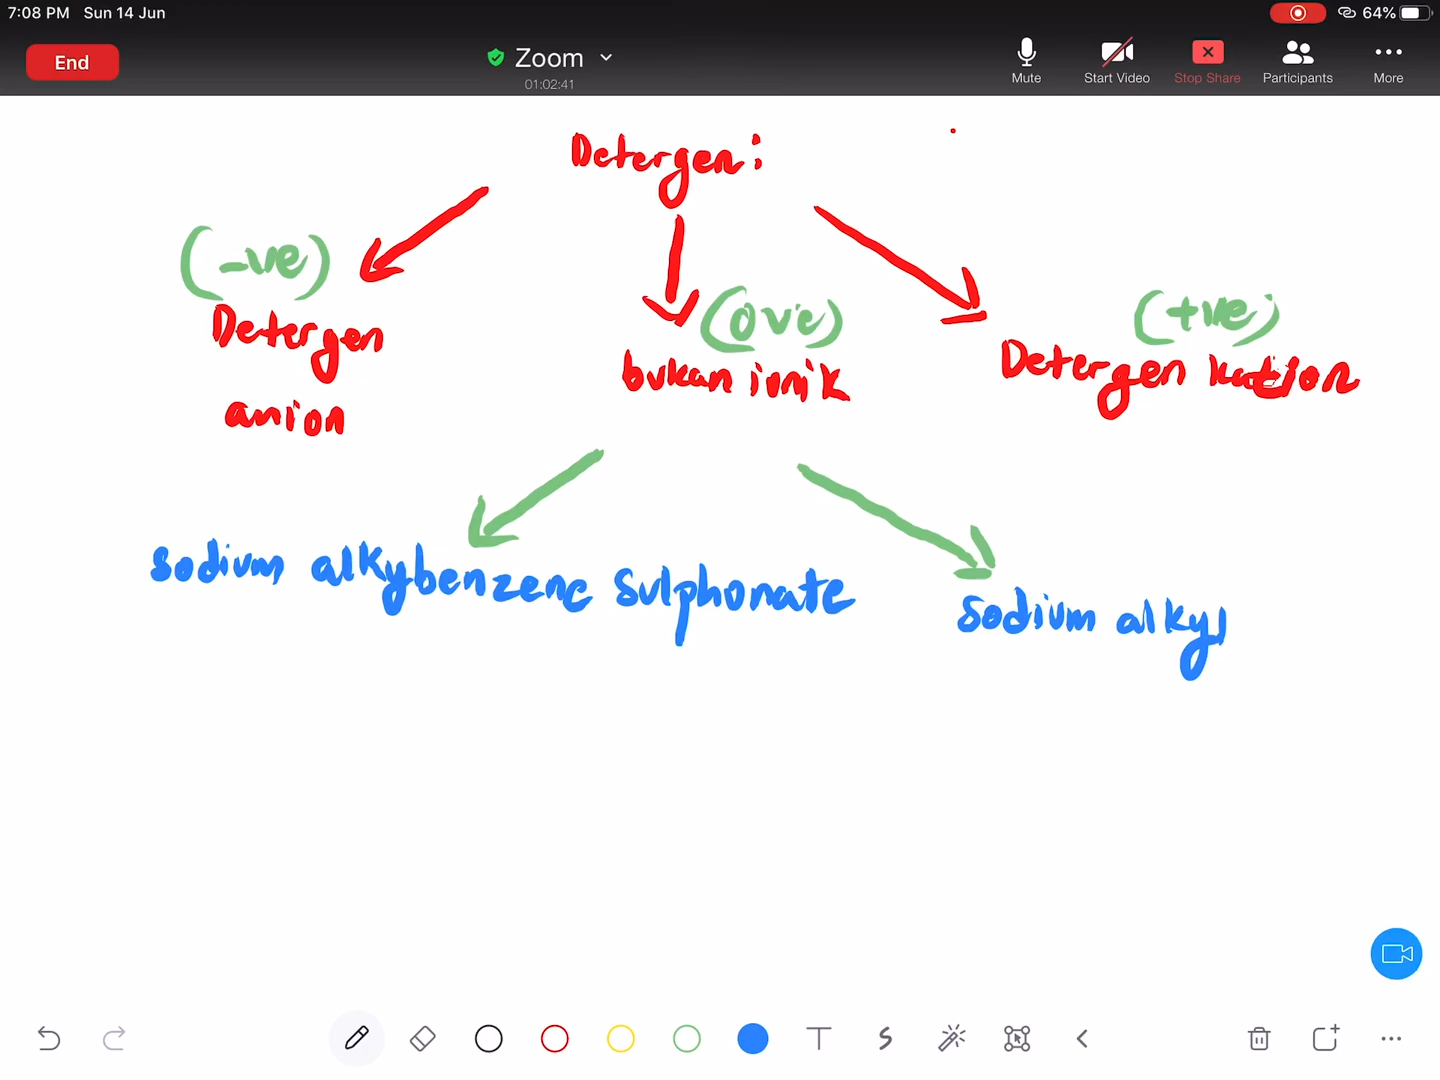 7:08 PM Sun 14 Jun
64%
End
Zoom
01:02:41
Mute
Start Video
Stop Share
Participants
More
Detergen:
(-ve)
Detergen
anion
(ove)
bukan ionik
(+ve)
Detergen kation
sodium alkybenzene sulphonate
sodium alkyl
T